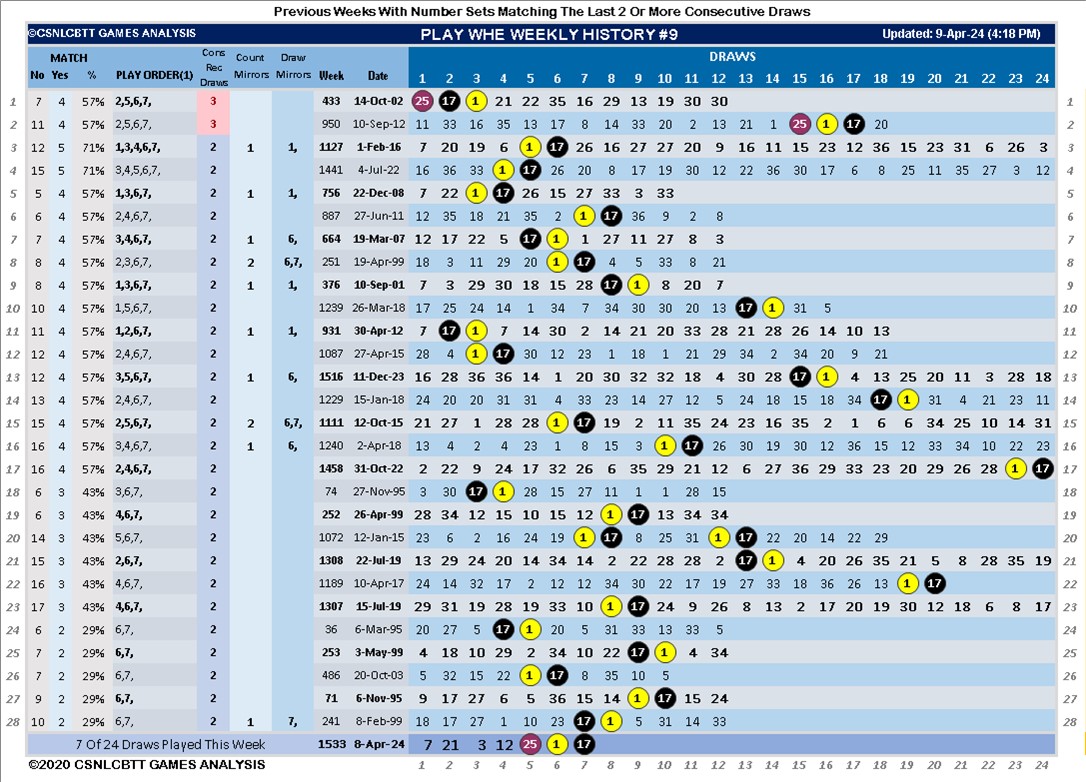 Previous Weeks With Number Sets Matching The Last 2 Or More Consecutive Draws
©CSNLCBTT GAMES ANALYSIS PLAY WHE WEEKLY HISTORY #9 Updated: 9-Apr-24 (4:18 PM)
MATCH Cons Rec Draws Count Mirrors Draw Mirrors DRAWS
No Yes % PLAY ORDER(1) Week Date 1 2 3 4 5 6 7 8 9 10 11 12 13 14 15 16 17 18 19 20 21 22 23 24
1 7 4 57% 2,5,6,7, 3 433 14-Oct-02 25 17 1 21 22 35 16 29 13 19 30 30 1
2 11 4 57% 2,5,6,7, 3 950 10-Sep-12 11 33 16 35 13 17 8 14 33 20 2 13 21 1 25 1 17 20 2
3 12 5 71% 1,3,4,6,7, 2 1 1, 1127 1-Feb-16 7 20 19 6 1 17 26 16 27 27 20 9 16 11 15 23 12 36 15 23 31 6 26 3 3
4 15 5 71% 3,4,5,6,7, 2 1441 4-Jul-22 16 36 33 1 17 26 20 8 17 19 30 12 22 36 30 17 6 8 25 11 35 27 3 12 4
5 5 4 57% 1,3,6,7, 2 1 1, 756 22-Dec-08 7 22 1 17 26 15 27 33 3 33 5
6 6 4 57% 2,4,6,7, 2 887 27-Jun-11 12 35 18 21 35 2 1 17 36 9 2 8 6
7 7 4 57% 3,4,6,7, 2 1 6, 664 19-Mar-07 12 17 22 5 17 1 1 27 11 27 8 3 7
8 8 4 57% 2,3,6,7, 2 2 6,7, 251 19-Apr-99 18 3 11 29 20 1 17 4 5 33 8 21 8
9 8 4 57% 1,3,6,7, 2 1 1, 376 10-Sep-01 7 3 29 30 18 15 28 17 1 8 20 7 9
10 10 4 57% 1,5,6,7, 2 1239 26-Mar-18 17 25 24 14 1 34 7 34 30 30 20 13 17 1 31 5 10
11 11 4 57% 1,2,6,7, 2 1 1, 931 30-Apr-12 7 17 1 7 14 30 2 14 21 20 33 28 21 28 26 14 10 13 11
12 12 4 57% 2,4,6,7, 2 1087 27-Apr-15 28 4 1 17 30 12 23 1 18 1 21 29 34 2 34 20 9 21 12
13 12 4 57% 3,5,6,7, 2 1 6, 1516 11-Dec-23 16 28 36 36 14 1 20 30 32 32 18 4 30 28 17 1 4 13 25 20 11 3 28 18 13
14 13 4 57% 2,4,6,7, 2 1229 15-Jan-18 24 20 20 31 31 4 33 23 14 27 12 5 24 18 15 18 34 17 1 31 4 21 23 11 14
15 15 4 57% 2,5,6,7, 2 2 6,7, 1111 12-Oct-15 21 27 1 28 28 1 17 19 2 11 35 24 23 16 35 2 1 6 6 34 25 10 14 31 15
16 16 4 57% 3,4,6,7, 2 1 6, 1240 2-Apr-18 13 4 2 4 23 1 8 15 3 1 17 26 30 19 30 12 36 15 12 33 34 10 22 23 16
17 16 4 57% 2,4,6,7, 2 1458 31-Oct-22 2 22 9 24 17 32 26 6 35 29 21 12 6 27 36 29 33 23 20 29 26 28 1 17 17
18 6 3 43% 3,6,7, 2 74 27-Nov-95 3 30 17 1 28 15 27 11 1 1 28 15 18
19 6 3 43% 4,6,7, 2 252 26-Apr-99 28 34 12 15 10 15 12 1 17 13 34 34 19
20 14 3 43% 5,6,7, 2 1072 12-Jan-15 23 6 2 16 24 19 1 17 8 25 31 1 17 22 20 14 22 29 20
21 15 3 43% 2,6,7, 2 1308 22-Jul-19 13 29 24 20 14 34 14 2 22 28 28 2 17 1 4 20 26 35 21 5 8 28 35 19 21
22 16 3 43% 4,6,7, 2 1189 10-Apr-17 24 14 32 17 2 12 12 34 30 22 17 19 27 33 18 36 26 13 1 17 22
23 17 3 43% 4,6,7, 2 1307 15-Jul-19 29 31 19 28 19 33 10 1 17 24 9 26 8 13 2 17 20 19 30 12 18 6 8 17 23
24 6 2 29% 6,7, 2 36 6-Mar-95 20 27 5 17 1 20 5 31 24 13 33 5 24
25 7 2 29% 6,7, 2 253 3-May-99 4 18 10 29 2 34 10 22 17 1 4 34 25
26 7 2 29% 6,7, 2 486 20-Oct-03 5 32 15 22 1 17 8 35 10 5 26
27 9 2 29% 6,7, 2 71 6-Nov-95 9 17 27 6 5 36 15 14 1 17 15 24 27
28 10 2 29% 6,7, 2 1 7, 241 8-Feb-99 18 17 27 1 10 23 17 1 5 31 14 33 28
7 Of 24 Draws Played This Week 1533 8-Apr-24 7 21 3 12 25 1 17
©2020 CSNLCBTT GAMES ANALYSIS 1 2 3 4 5 6 7 8 9 10 11 12 13 14 15 16 17 18 19 20 21 22 23 24